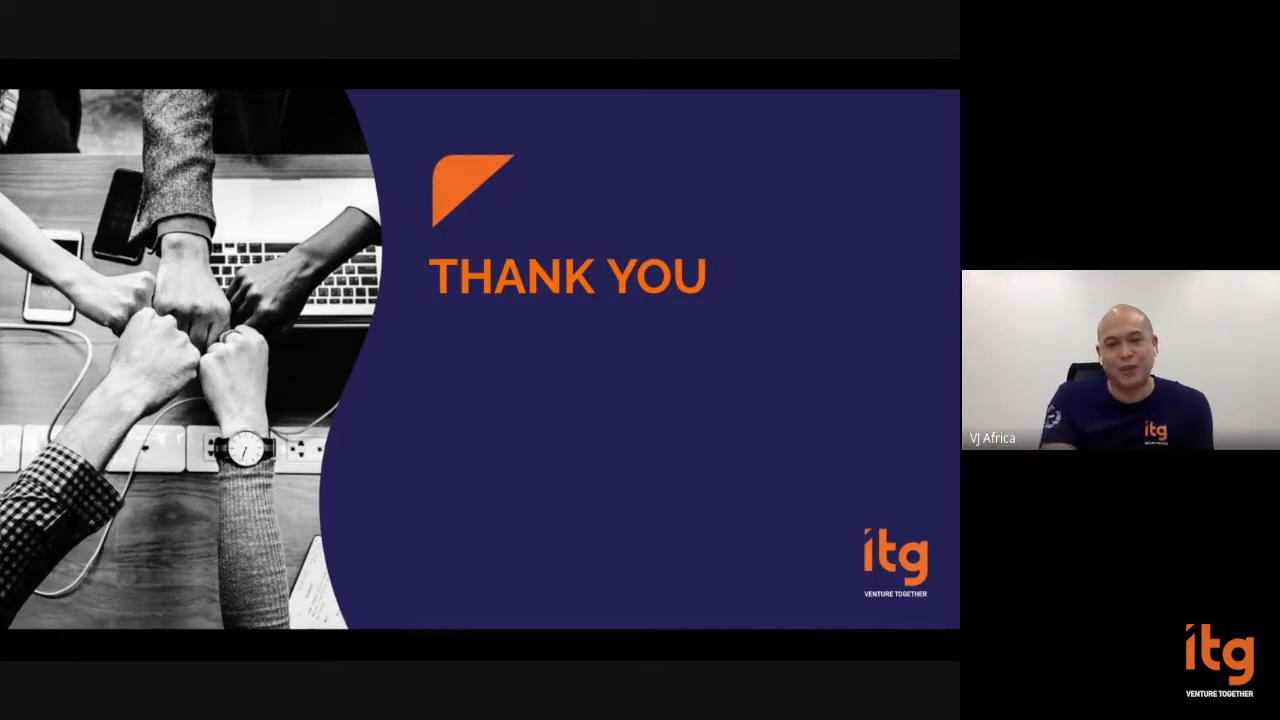 THANK YOU
itg
VENTURE TOGETHER
VJ Africa
itg
itg
VENTURE TOGETHER